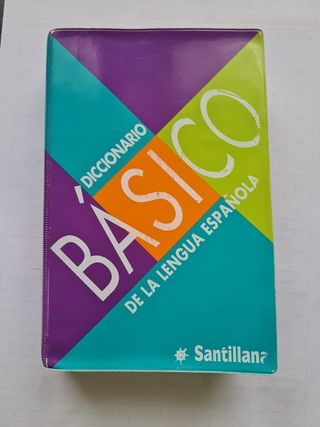 DICCIONARIO
BÁSICO
DE LA LENGUA ESPAÑOLA
Santillana